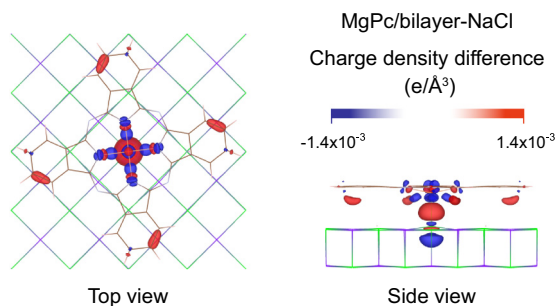 MgPc/bilayer-NaCl
Charge density difference
(e/Å³)
-1.4x10⁻³ 1.4x10⁻³
Top view
Side view